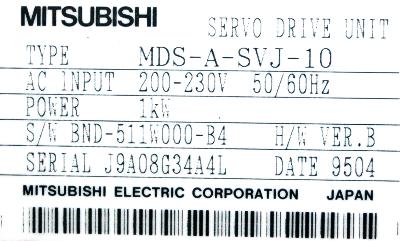 MITSUBISHI SERVO DRIVE UNIT
TYPE MDS-A-SVJ-10
AC INPUT 200-230V 50/60Hz
POWER 1kW
S/W BND-511W000-B4 H/W VER.B
SERIAL J9A08G34A4L DATE 9504
MITSUBISHI ELECTRIC CORPORATION JAPAN